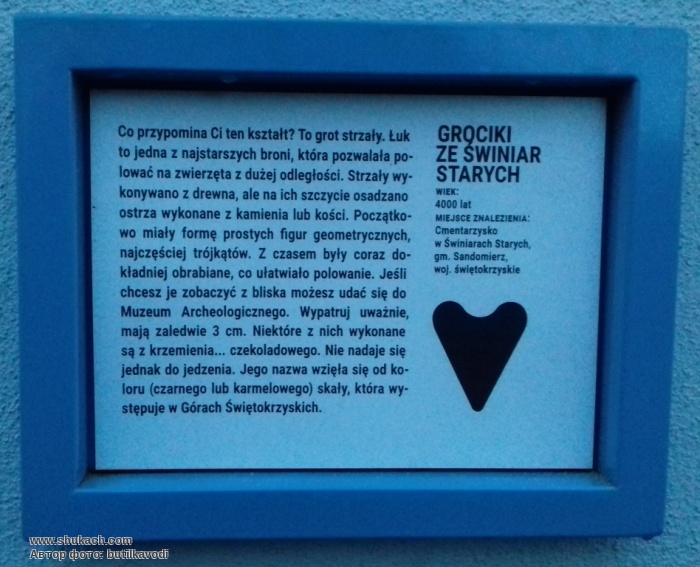 Co przypomina Ci ten kształt? To grot strzały. Łuk
to jedna z najstarszych broni, która pozwalała po-
lować na zwierzęta z dużej odległości. Strzały wy-
konywano z drewna, ale na ich szczycie osadzano
ostrza wykonane z kamienia lub kości. Początko-
wo miały formę prostych figur geometrycznych,
najczęściej trójkątów. Z czasem były coraz do-
kładniej obrabiane, co ułatwiało polowanie. Jeśli
chcesz je zobaczyć z bliska możesz udać się do
Muzeum Archeologicznego. Wypatruj uważnie,
mają zaledwie 3 cm. Niektóre z nich wykonane
są z krzemienia... czekoladowego. Nie nadaje się
jednak do jedzenia. Jego nazwa wzięła się od ko-
loru (czarnego lub karmelowego) skały, która wy-
stępuje w Górach Świętokrzyskich.
GROCIKI
ZE ŚWINIAR
STARYCH
WIEK:
4000 lat
MIEJSCE ZNALEZIENIA:
Cmentarzysko
w Świniarach Starych,
gm. Sandomierz,
woj. świętokrzyskie
www.shukach.com
Автор фото: butilkavodi